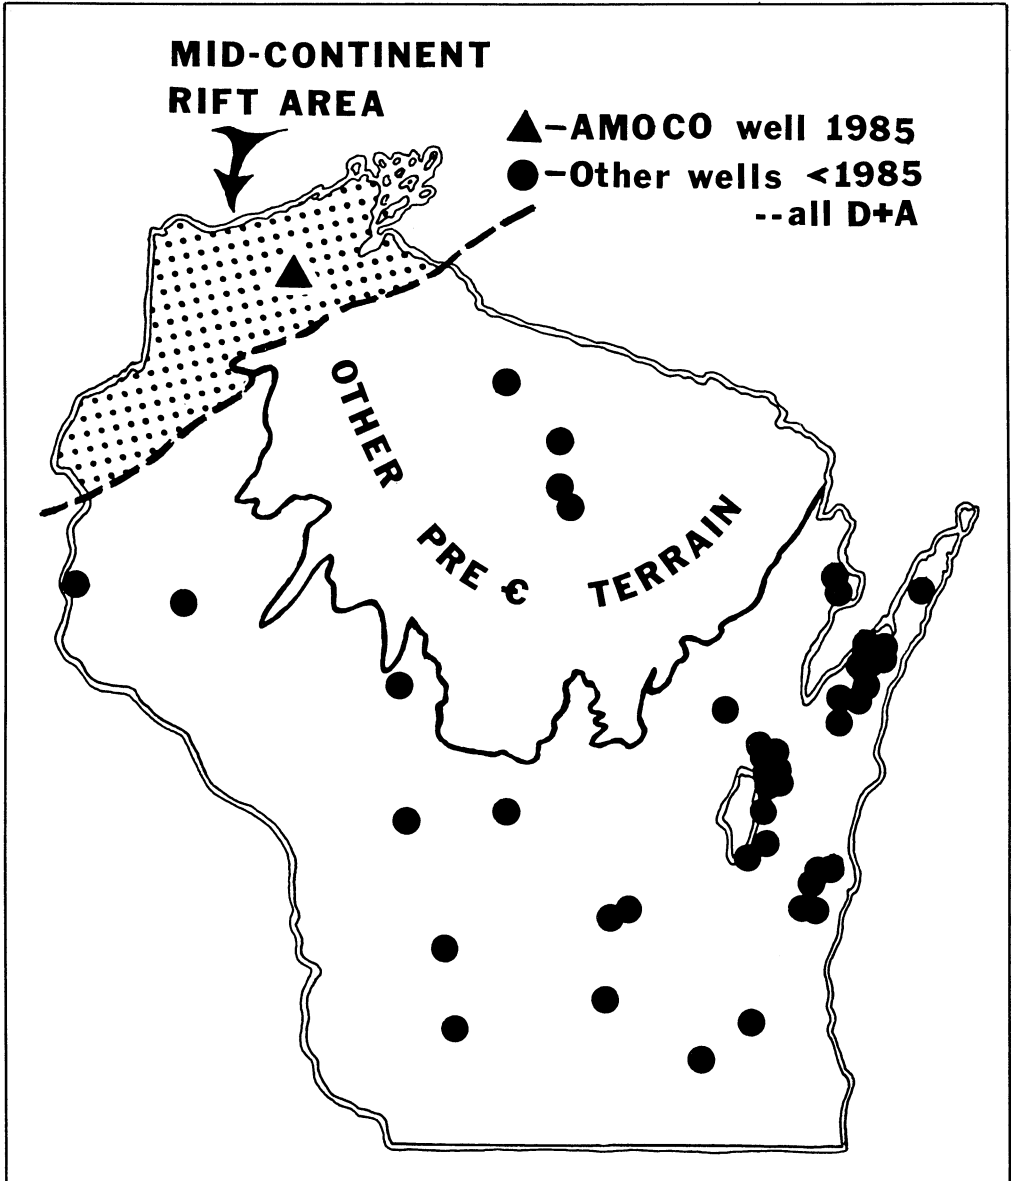 MID-CONTINENT
RIFT AREA
▲–AMOCO well 1985
●–Other wells <1985
--all D+A
OTHER
PRE Ꞓ
TERRAIN